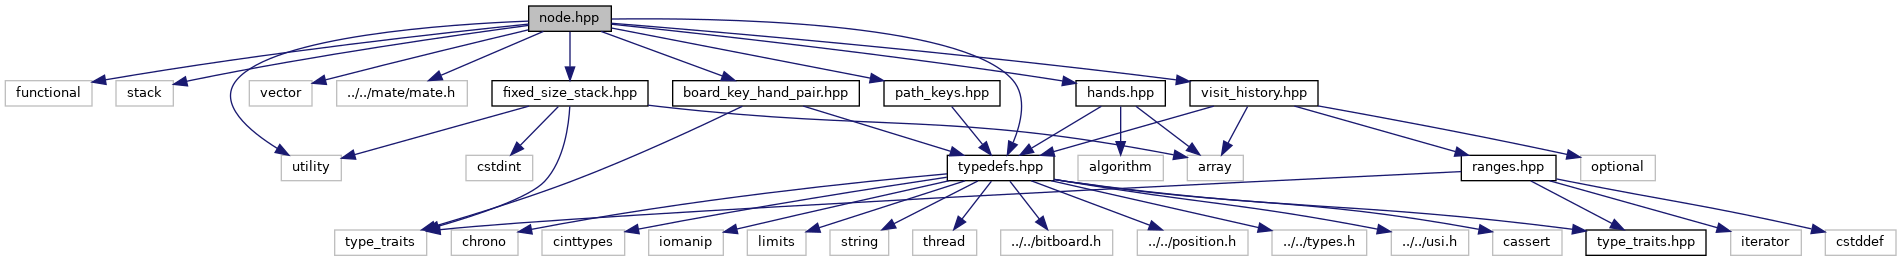 node.hpp
functional
stack
vector
../../mate/mate.h
fixed_size_stack.hpp
board_key_hand_pair.hpp
path_keys.hpp
hands.hpp
visit_history.hpp
utility
cstdint
typedefs.hpp
algorithm
array
ranges.hpp
optional
type_traits
chrono
cinttypes
iomanip
limits
string
thread
../../bitboard.h
../../position.h
../../types.h
../../usi.h
cassert
type_traits.hpp
iterator
cstddef